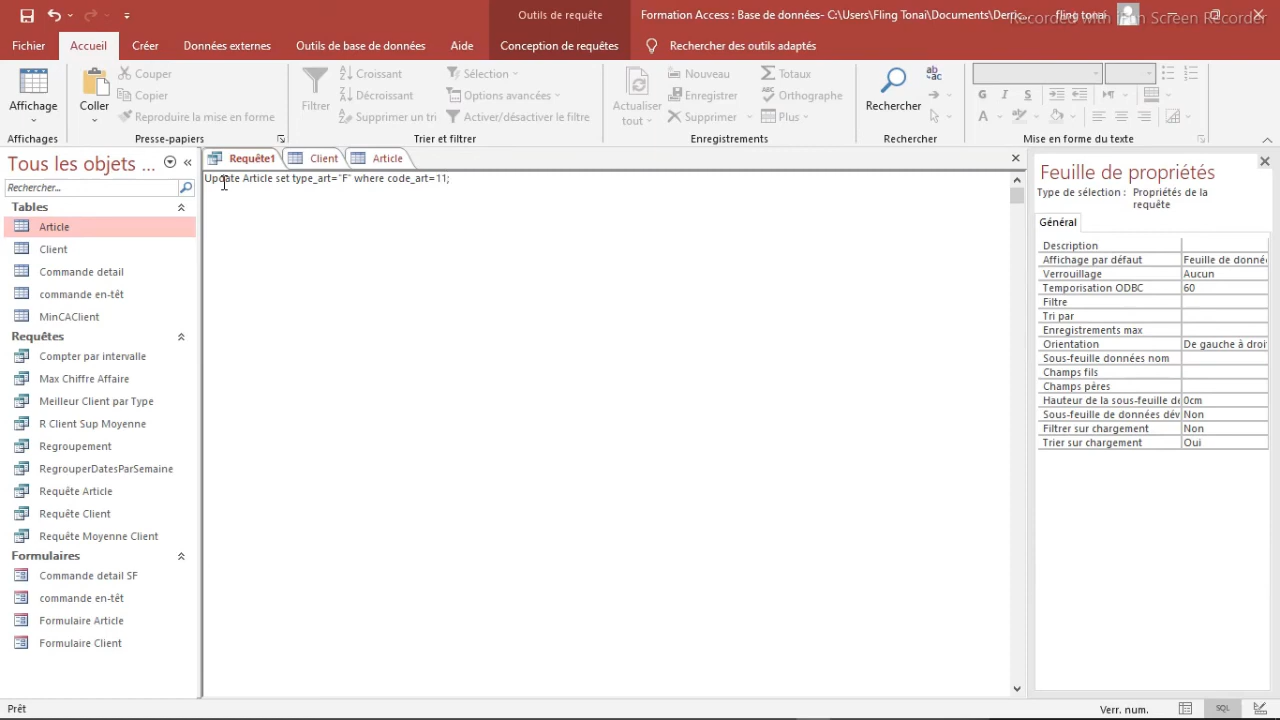 Outils de requête
Formation Access : Base de données- C:\Users\Fling Tonai\Documents\Derric...
fling tonai
Recorded with iTop Screen Recorder
Fichier
Accueil
Créer
Données externes
Outils de base de données
Aide
Conception de requêtes
Rechercher des outils adaptés
Affichage
Coller
Couper
Copier
Reproduire la mise en forme
Filtrer
Croissant
Décroissant
Supprimer un tri
Sélection
Options avancées
Activer/désactiver le filtre
Actualiser
tout
Nouveau
Enregistrer
Supprimer
Totaux
Orthographe
Plus
Rechercher
G I S
A
Affichages
Presse-papiers
Trier et filtrer
Enregistrements
Rechercher
Mise en forme du texte
Tous les objets ...
Rechercher...
Tables
Article
Client
Commande detail
commande en-têt
MinCAClient
Requêtes
Compter par intervalle
Max Chiffre Affaire
Meilleur Client par Type
R Client Sup Moyenne
Regroupement
RegrouperDatesParSemaine
Requête Article
Requête Client
Requête Moyenne Client
Formulaires
Commande detail SF
commande en-têt
Formulaire Article
Formulaire Client
Requête1
Client
Article
Update Article set type_art="F" where code_art=11;
Feuille de propriétés
Type de sélection : Propriétés de la
requête
Général
Description
Affichage par défaut Feuille de donné
Verrouillage Aucun
Temporisation ODBC 60
Filtre
Tri par
Enregistrements max
Orientation De gauche à droi
Sous-feuille données nom
Champs fils
Champs pères
Hauteur de la sous-feuille de 0cm
Sous-feuille de données dév Non
Filtrer sur chargement Non
Trier sur chargement Oui
Prêt
Verr. num.
SQL